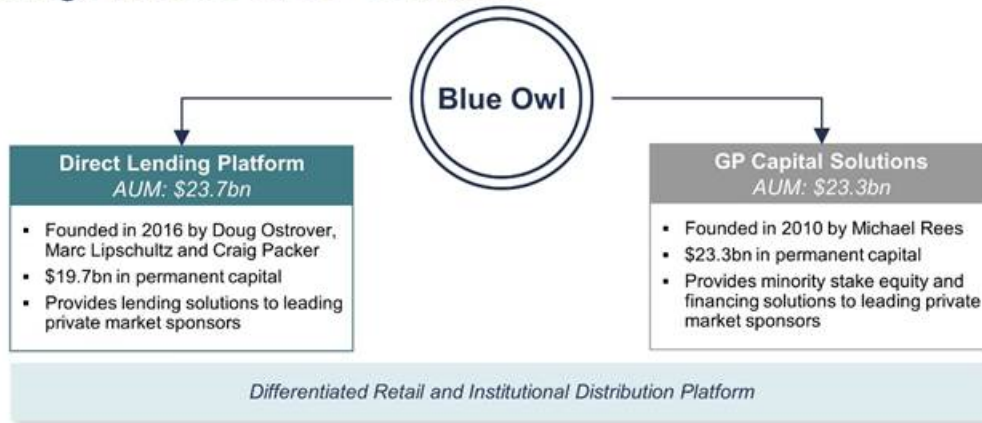 Blue Owl
Direct Lending Platform
AUM: $23.7bn
▪ Founded in 2016 by Doug Ostrover,
Marc Lipschultz and Craig Packer
▪ $19.7bn in permanent capital
▪ Provides lending solutions to leading
private market sponsors
GP Capital Solutions
AUM: $23.3bn
▪ Founded in 2010 by Michael Rees
▪ $23.3bn in permanent capital
▪ Provides minority stake equity and
financing solutions to leading private
market sponsors
Differentiated Retail and Institutional Distribution Platform